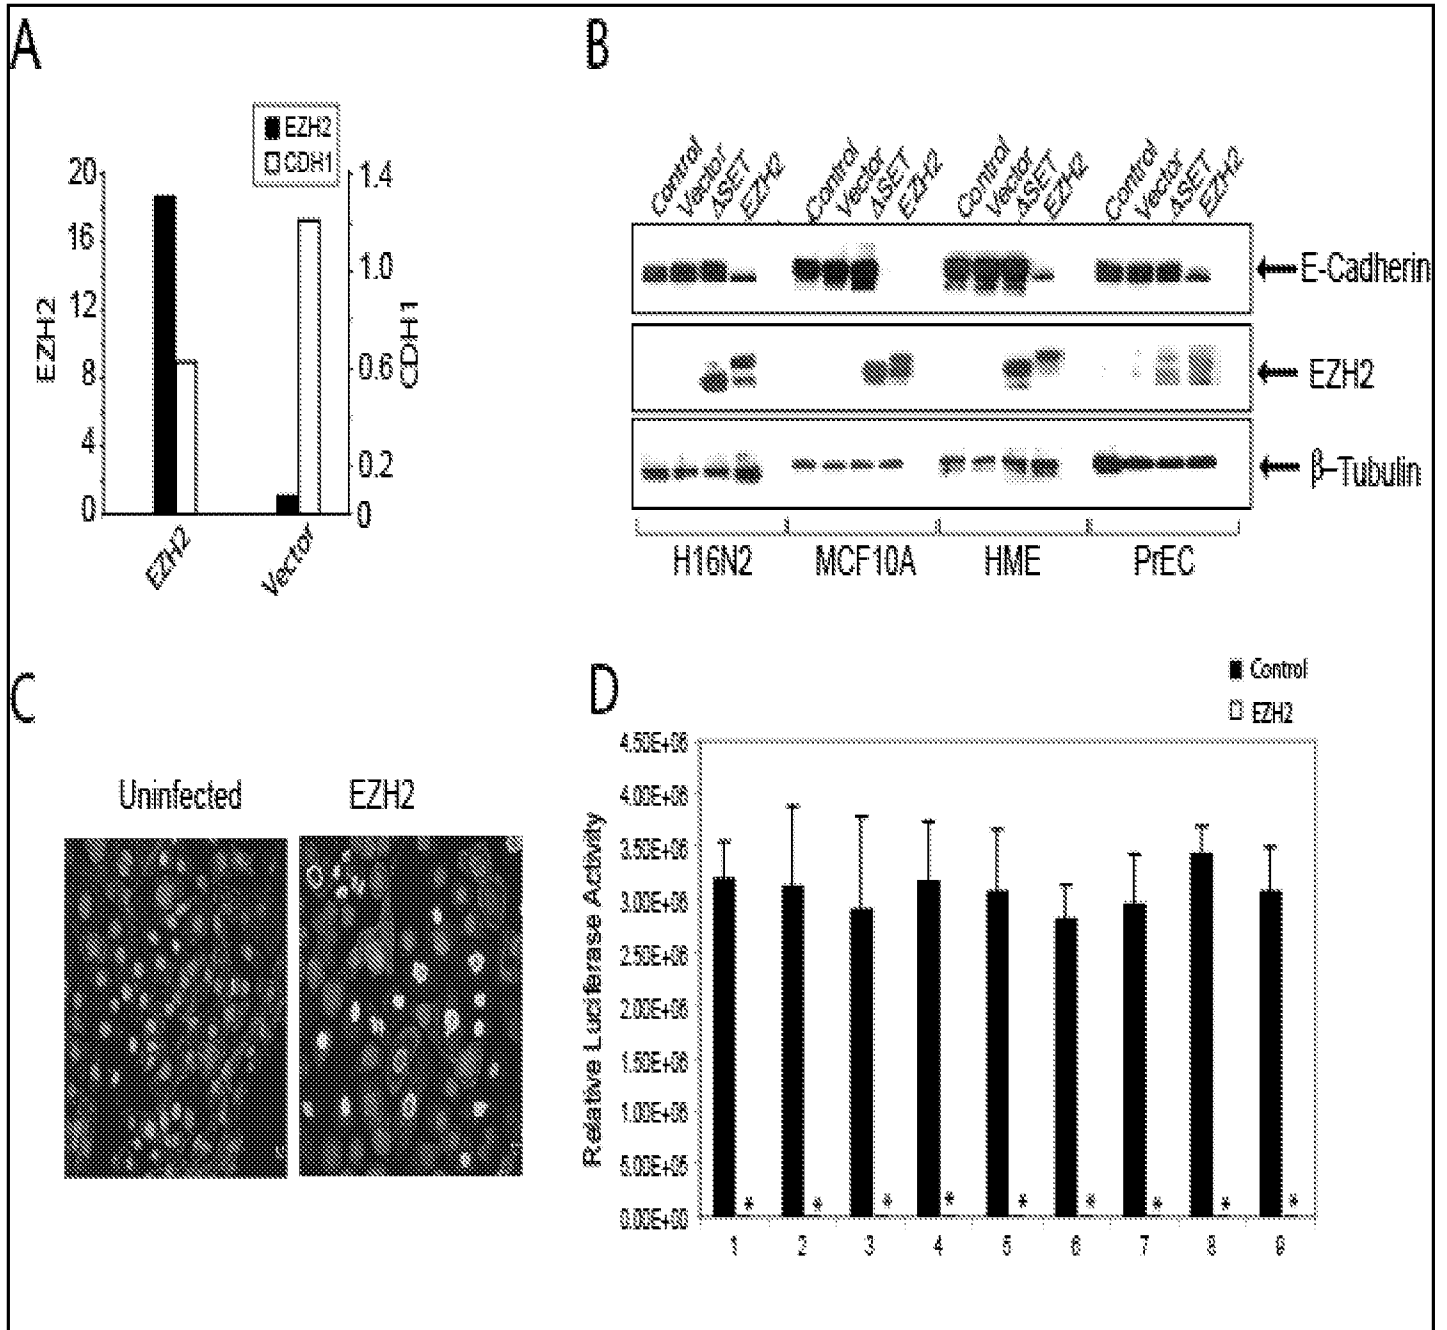 A
EZH2
CDH1
20
16
12
8
4
0
EZH2
1.4
1.0
0.6
0.2
0
CDH1
EZH2
Vector
B
Control Vector ΔSET EZH2 Control Vector ΔSET EZH2 Control Vector ΔSET EZH2 Control Vector ΔSET EZH2
E-Cadherin
EZH2
β-Tubulin
H16N2 MCF10A HME PrEC
C
Uninfected EZH2
D
Control
EZH2
4.50E+06
4.00E+06
3.50E+06
3.00E+06
2.50E+06
2.00E+06
1.50E+06
1.00E+06
5.00E+05
0.00E+00
Relative Luciferase Activity
* * * * * * * * *
1 2 3 4 5 6 7 8 9